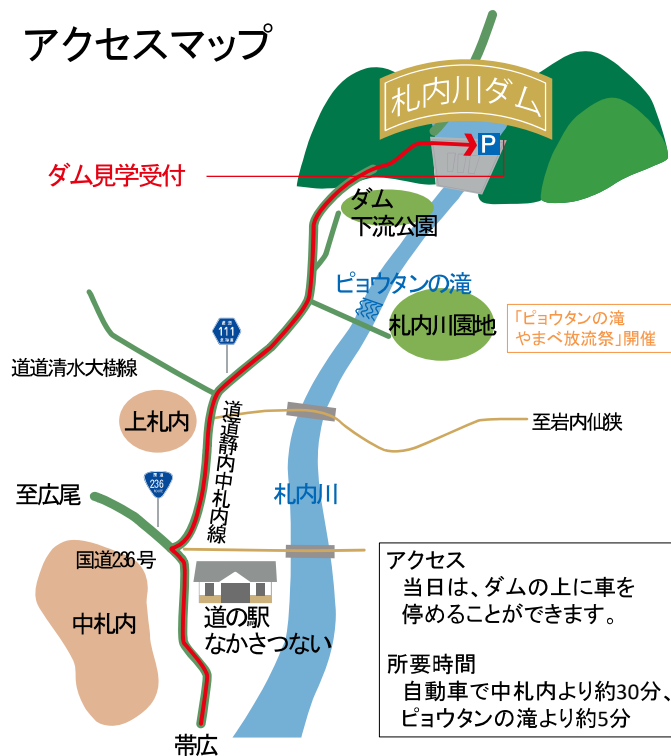 アクセスマップ
札内川ダム
P
ダム見学受付
ダム
下流公園
ピョウタンの滝
札内川園地
「ピョウタンの滝
やまべ放流祭」開催
111
道道清水大樹線
上札内
道道静内中札内線
至岩内仙狭
236
至広尾
札内川
国道236号
中札内
道の駅
なかさつない
帯広
アクセス
当日は、ダムの上に車を
停めることができます。
所要時間
自動車で中札内より約30分、
ピョウタンの滝より約5分